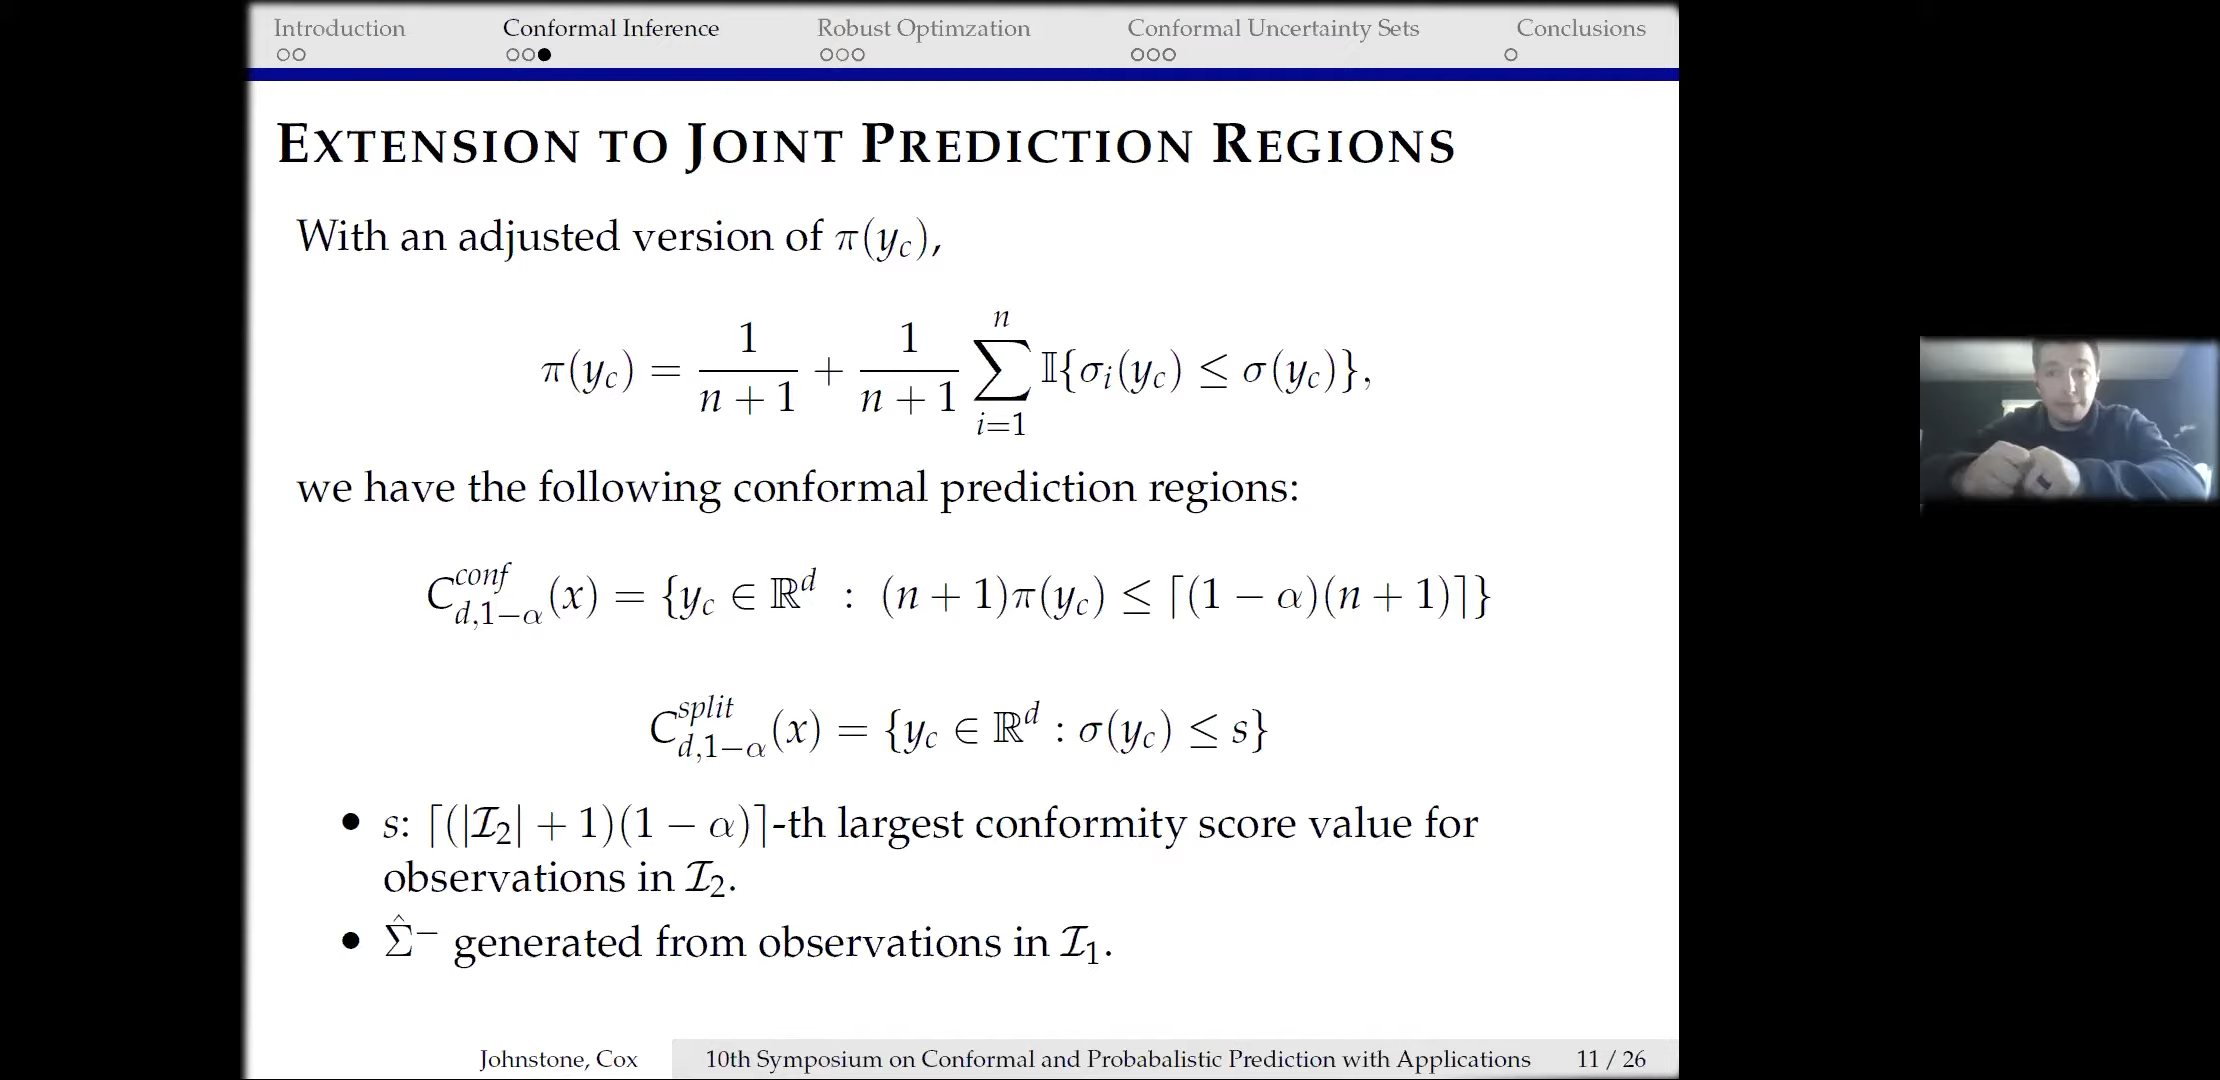 Introduction Conformal Inference Robust Optimzation Conformal Uncertainty Sets Conclusions
EXTENSION TO JOINT PREDICTION REGIONS
With an adjusted version of π(y_c),
π(y_c) = 1/(n + 1) + 1/(n + 1) ∑_{i=1}^{n} 𝕀{σ_i(y_c) ≤ σ(y_c)},
we have the following conformal prediction regions:
C^{conf}_{d,1−α}(x) = {y_c ∈ ℝ^d : (n + 1)π(y_c) ≤ ⌈(1 − α)(n + 1)⌉}
C^{split}_{d,1−α}(x) = {y_c ∈ ℝ^d : σ(y_c) ≤ s}
• s: ⌈(|𝓘_2| + 1)(1 − α)⌉-th largest conformity score value for
observations in 𝓘_2.
• Σ̂^− generated from observations in 𝓘_1.
Johnstone, Cox 10th Symposium on Conformal and Probabalistic Prediction with Applications 11 / 26